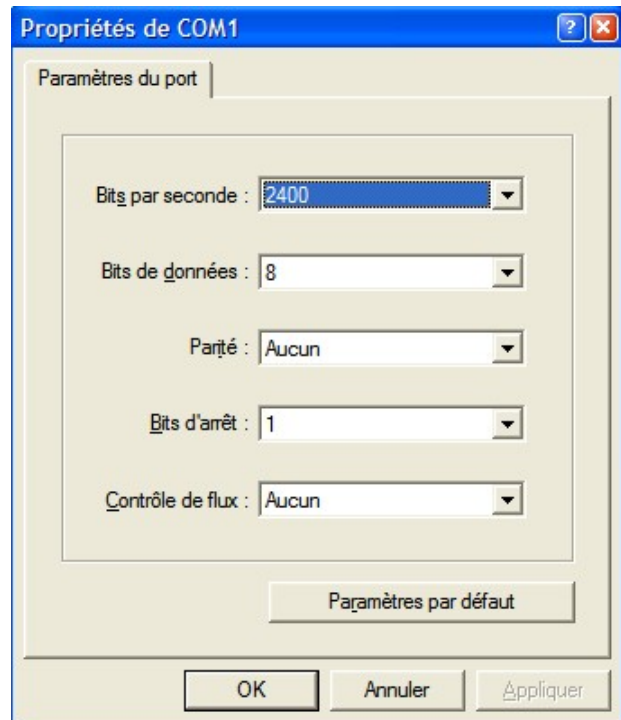 Propriétés de COM1
Paramètres du port
Bits par seconde : 2400
Bits de données : 8
Parité : Aucun
Bits d'arrêt : 1
Contrôle de flux : Aucun
Paramètres par défaut
OK Annuler Appliquer